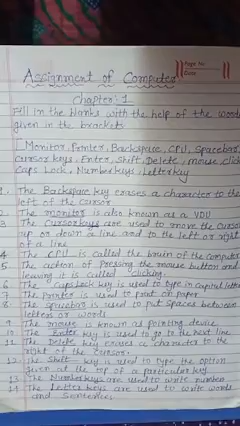 Page No
Date
Assignment of Computer
Chapter: 1
Fill in the blanks with the help of the words
given in the brackets
[Monitor, Printer, Backspace, CPU, Spacebar,
Cursor keys, Enter, Shift, Delete, mouse, click
Caps Lock, Number keys, Letter key
1. The Backspace key erases a character to the
left of the cursor
2 The monitor is also known as a VDU
3 The Cursor keys are used to move the cursor
up or down a line and to the left or right
of a line
4 The CPU is called the brain of the computer
5 The action of Pressing the mouse button and
leaving it is called clicking.
6 The Caps Lock key is used to type in capital letter
7 The printer is used to print on paper
8 The spacebar is used to put spaces between
letters or words
9 The mouse is known as pointing device
10 The Enter key is used to go to the next line
11 The Delete key erases a character to the
right of the cursor.
12 The Shift key is used to type the option
given at the top of a particular key
13 The Number keys are used to write number
The Letter keys are used to write words
and sentences